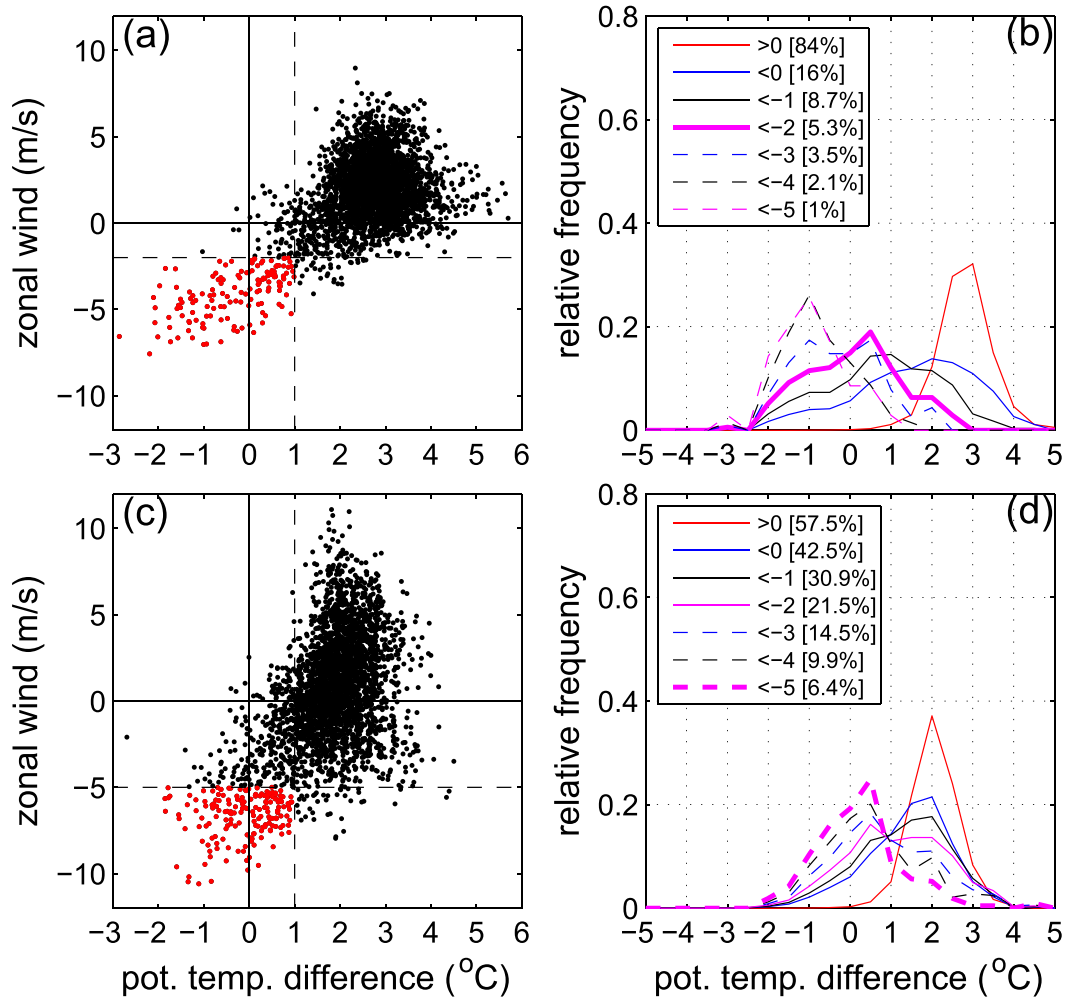 (a)
zonal wind (m/s)
10
5
0
−5
−10
−3 −2 −1 0 1 2 3 4 5 6
(b)
relative frequency
0.8
0.6
0.4
0.2
0
>0 [84%]
<0 [16%]
<−1 [8.7%]
<−2 [5.3%]
<−3 [3.5%]
<−4 [2.1%]
<−5 [1%]
−5 −4 −3 −2 −1 0 1 2 3 4 5
(c)
zonal wind (m/s)
10
5
0
−5
−10
−3 −2 −1 0 1 2 3 4 5 6
pot. temp. difference (°C)
(d)
relative frequency
0.8
0.6
0.4
0.2
0
>0 [57.5%]
<0 [42.5%]
<−1 [30.9%]
<−2 [21.5%]
<−3 [14.5%]
<−4 [9.9%]
<−5 [6.4%]
−5 −4 −3 −2 −1 0 1 2 3 4 5
pot. temp. difference (°C)